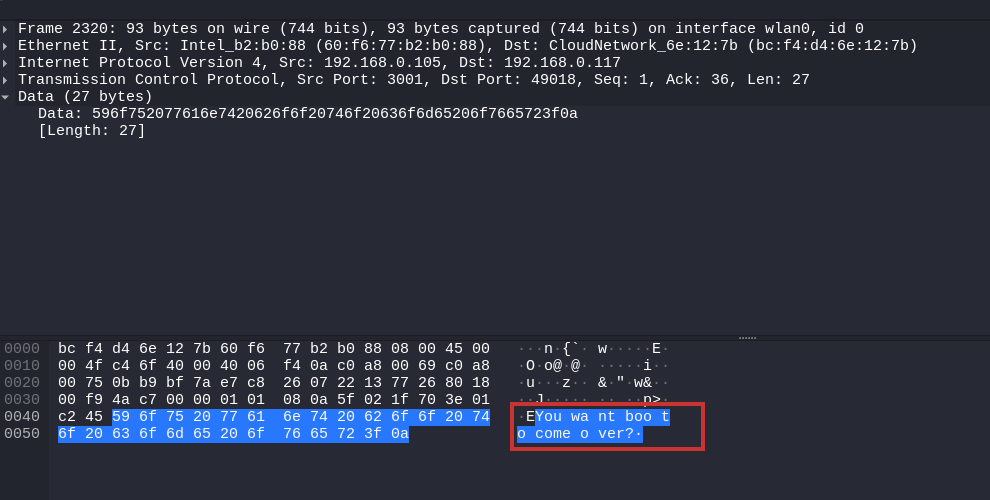 Frame 2320: 93 bytes on wire (744 bits), 93 bytes captured (744 bits) on interface wlan0, id 0
Ethernet II, Src: Intel_b2:b0:88 (60:f6:77:b2:b0:88), Dst: CloudNetwork_6e:12:7b (bc:f4:d4:6e:12:7b)
Internet Protocol Version 4, Src: 192.168.0.105, Dst: 192.168.0.117
Transmission Control Protocol, Src Port: 3001, Dst Port: 49018, Seq: 1, Ack: 36, Len: 27
Data (27 bytes)
Data: 596f752077616e7420626f6f20746f20636f6d65206f7665723f0a
[Length: 27]
0000 bc f4 d4 6e 12 7b 60 f6 77 b2 b0 88 08 00 45 00 ···n·{`· w·····E·
0010 00 4f c4 6f 40 00 40 06 f4 0a c0 a8 00 69 c0 a8 ·O·o@·@· ·····i··
0020 00 75 0b b9 bf 7a e7 c8 26 07 22 13 77 26 80 18 ·u···z·· &·"·w&··
0030 00 f9 4a c7 00 00 01 01 08 0a 5f 02 1f 70 3e 01 ··J····· ··_··p>·
0040 c2 45 59 6f 75 20 77 61 6e 74 20 62 6f 6f 20 74 ·EYou wa nt boo t
0050 6f 20 63 6f 6d 65 20 6f 76 65 72 3f 0a o come o ver?·